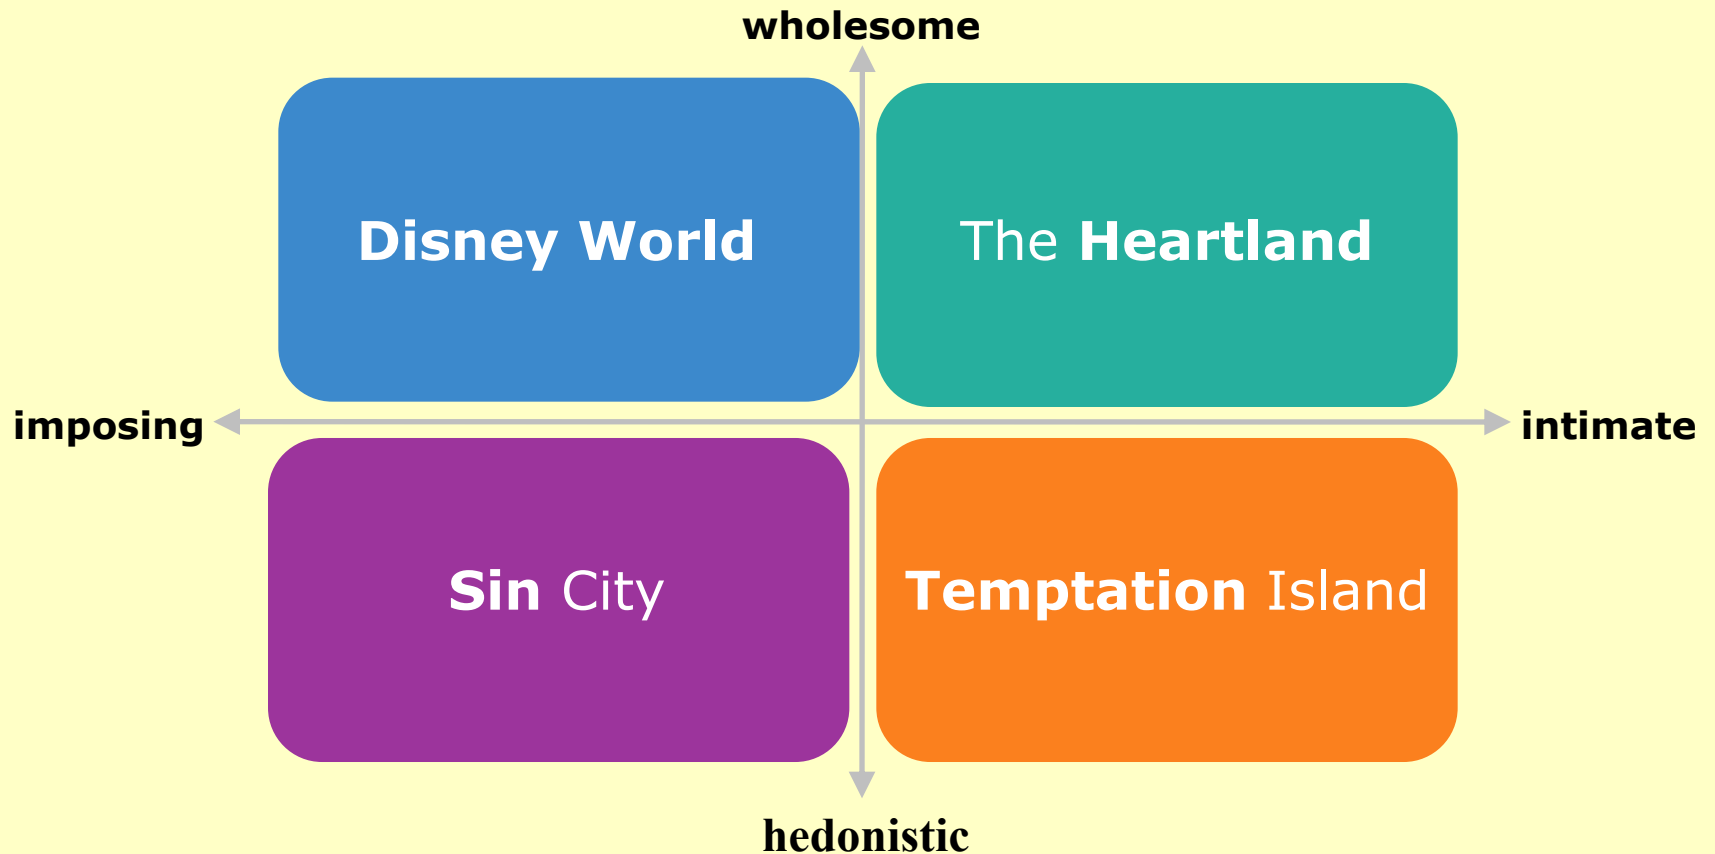 wholesome
Disney World
The Heartland
imposing
intimate
Sin City
Temptation Island
hedonistic